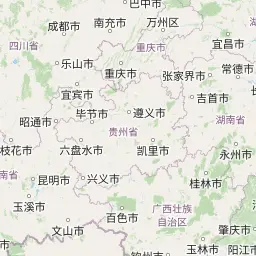 巴中市
成都市
南充市
万州区
宜昌市
四川省
重庆市
常德市
乐山市
重庆市
张家界市
宜宾市
吉首市
昭通市
毕节市
遵义市
湖南省
贵州省
枝花市
六盘水市
凯里市
永州市
南省
昆明市
兴义市
桂林市
玉溪市
百色市
广西壮族
自治区
肇庆市
文山市
玉林市
阳江市
钦州市